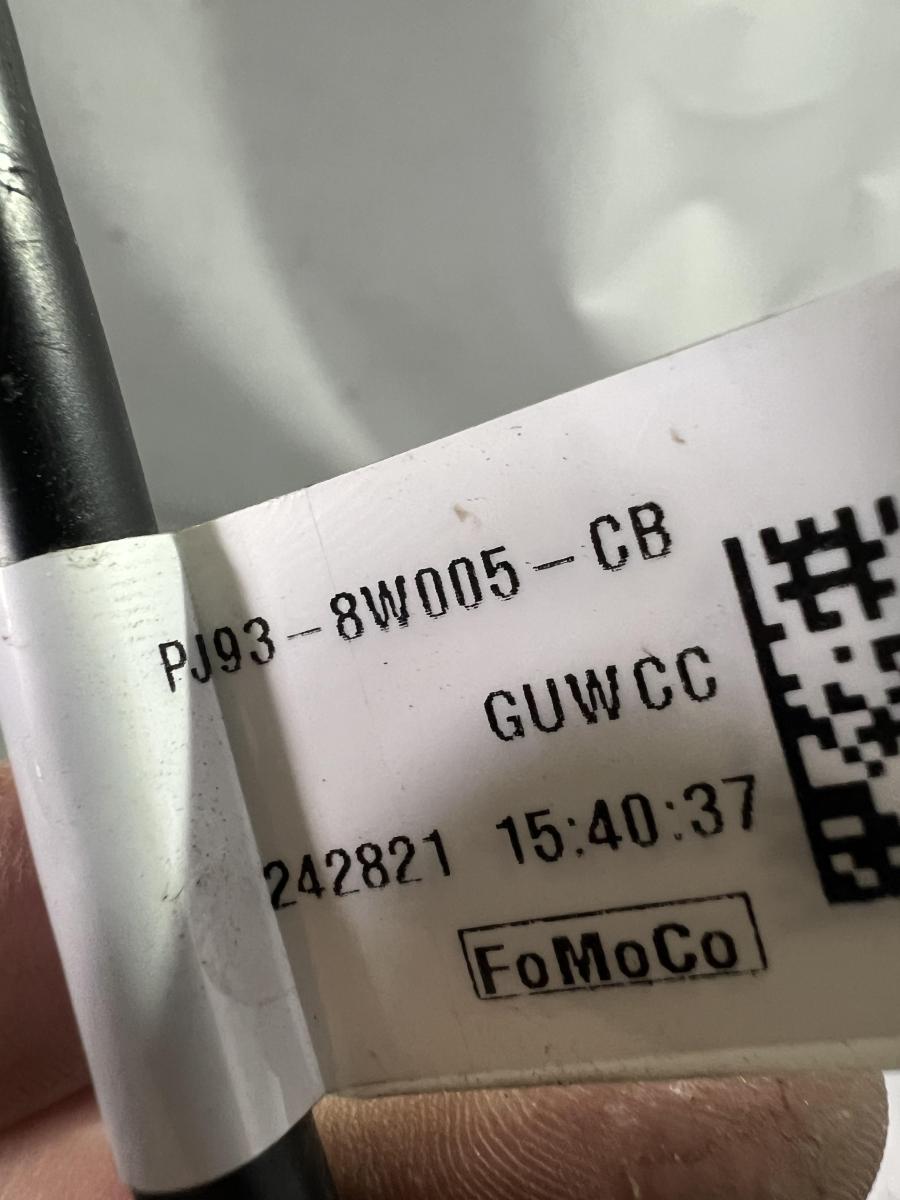 PJ93-8W005-CB
GUWCC
242821 15:40:37
FoMoCo